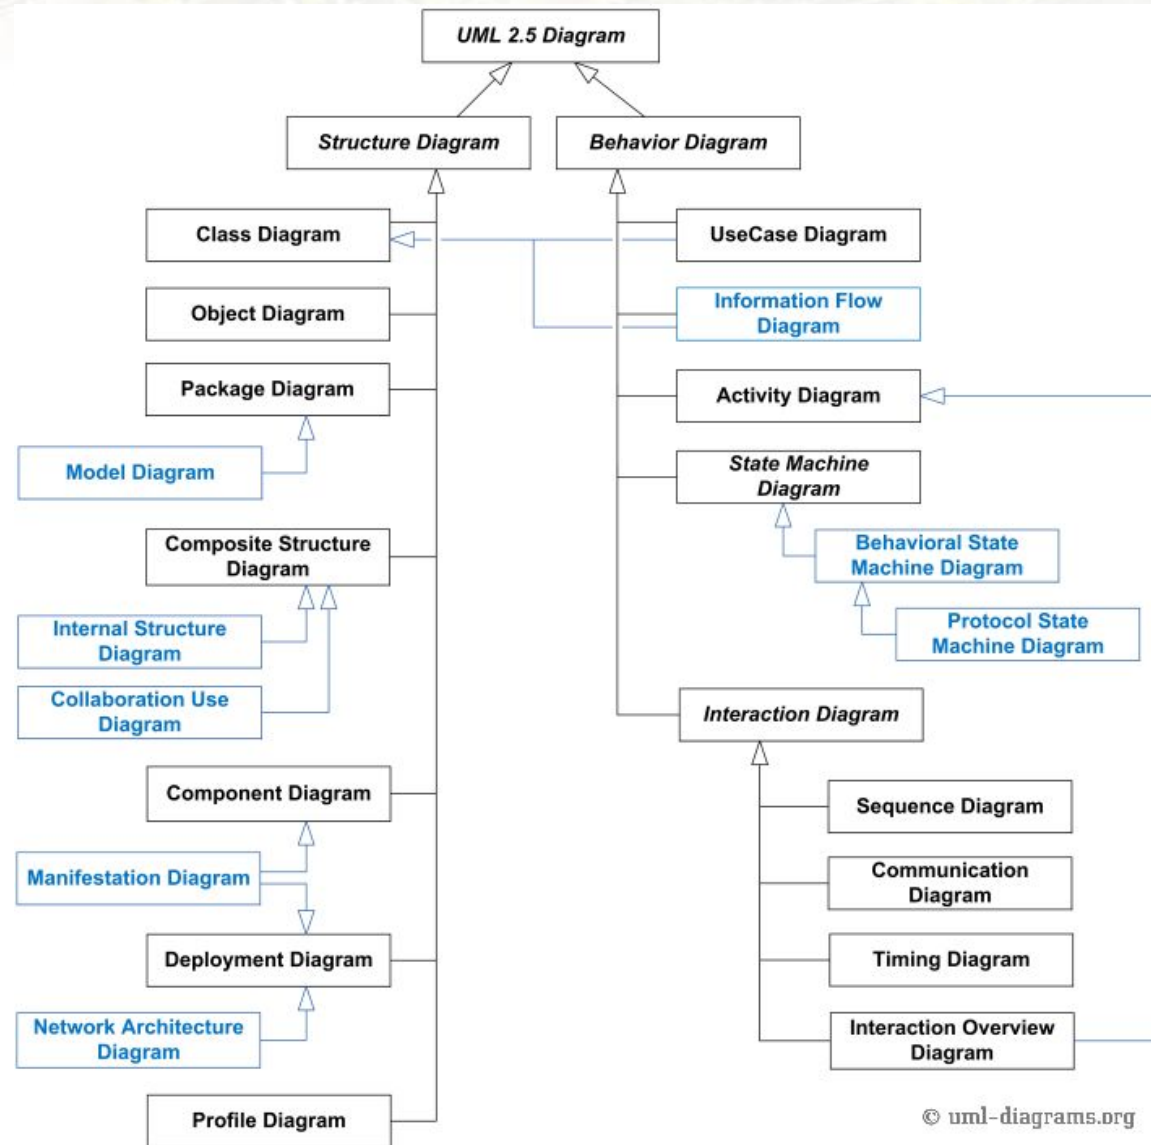 UML 2.5 Diagram
Structure Diagram
Behavior Diagram
Class Diagram
UseCase Diagram
Object Diagram
Information Flow
Diagram
Package Diagram
Activity Diagram
Model Diagram
State Machine
Diagram
Composite Structure
Diagram
Behavioral State
Machine Diagram
Internal Structure
Diagram
Protocol State
Machine Diagram
Collaboration Use
Diagram
Interaction Diagram
Component Diagram
Sequence Diagram
Manifestation Diagram
Communication
Diagram
Deployment Diagram
Timing Diagram
Network Architecture
Diagram
Interaction Overview
Diagram
Profile Diagram
© uml-diagrams.org